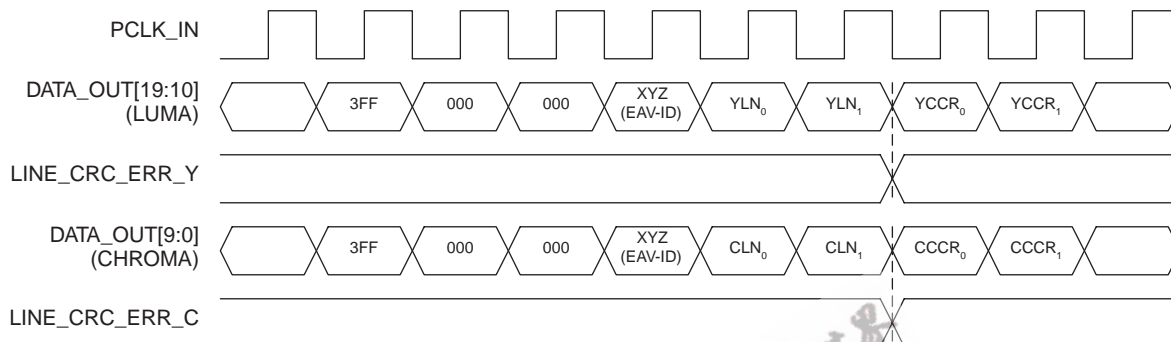 PCLK_IN
DATA_OUT[19:10]
(LUMA)
3FF 000 000 XYZ (EAV-ID) YLN₀ YLN₁ YCCR₀ YCCR₁
LINE_CRC_ERR_Y
DATA_OUT[9:0]
(CHROMA)
3FF 000 000 XYZ (EAV-ID) CLN₀ CLN₁ CCCR₀ CCCR₁
LINE_CRC_ERR_C